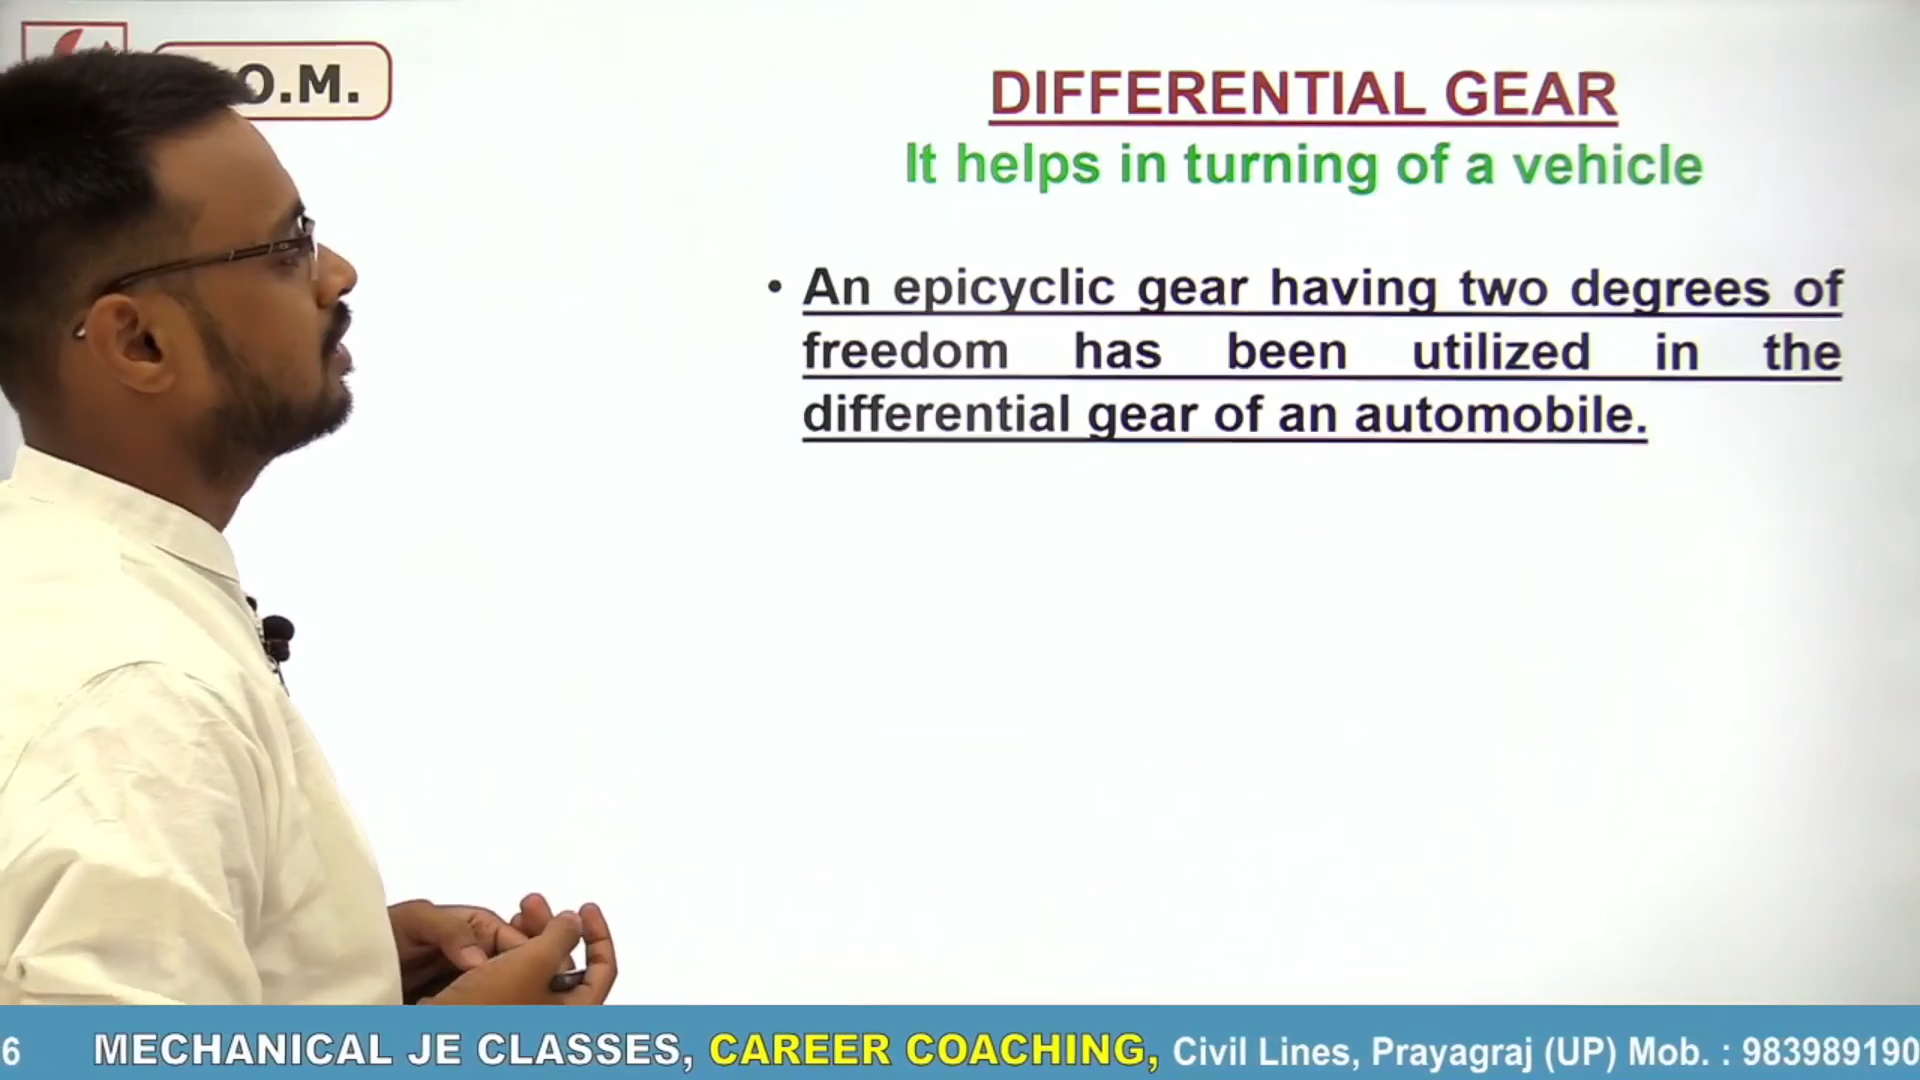 O.M.
DIFFERENTIAL GEAR
It helps in turning of a vehicle
• An epicyclic gear having two degrees of
freedom has been utilized in the
differential gear of an automobile.
6 MECHANICAL JE CLASSES, CAREER COACHING, Civil Lines, Prayagraj (UP) Mob. : 983989190